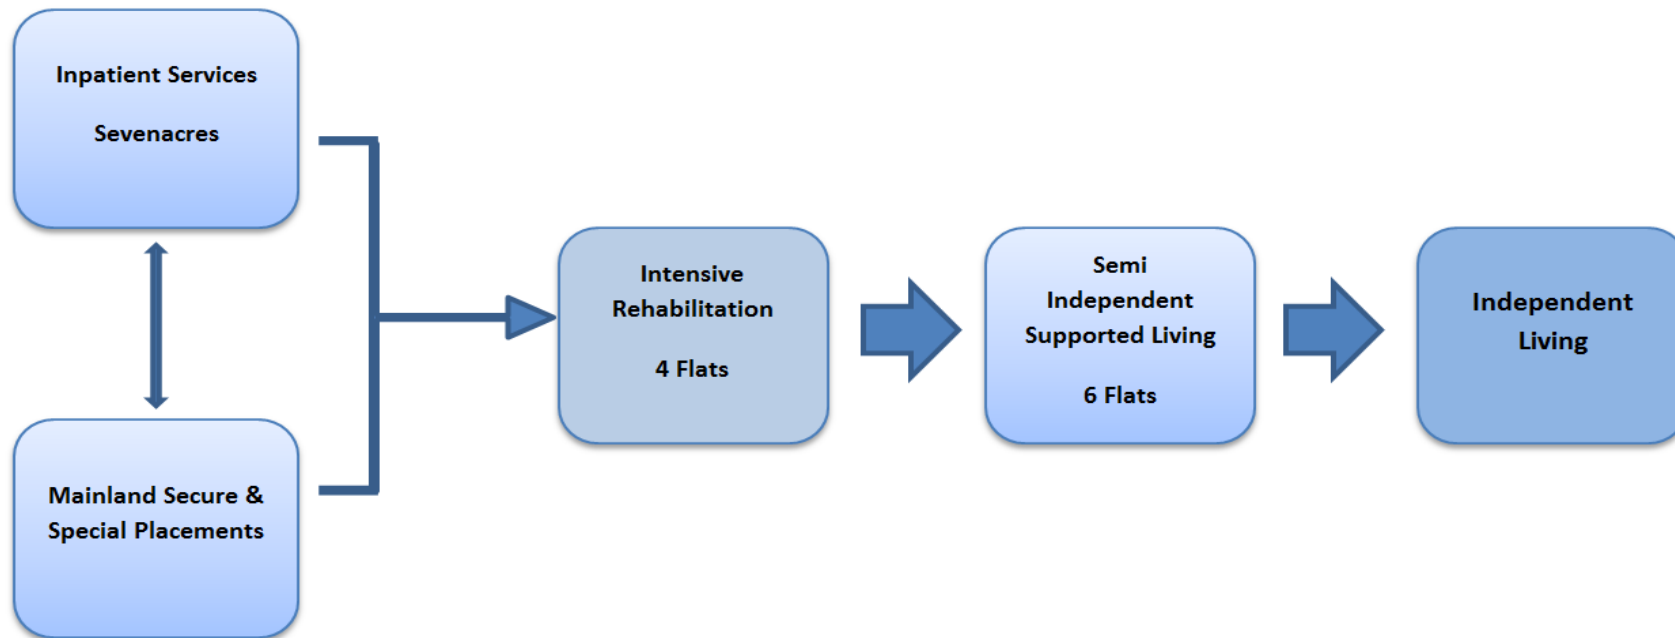 Inpatient Services
Sevenacres
Mainland Secure &
Special Placements
Intensive
Rehabilitation
4 Flats
Semi
Independent
Supported Living
6 Flats
Independent
Living